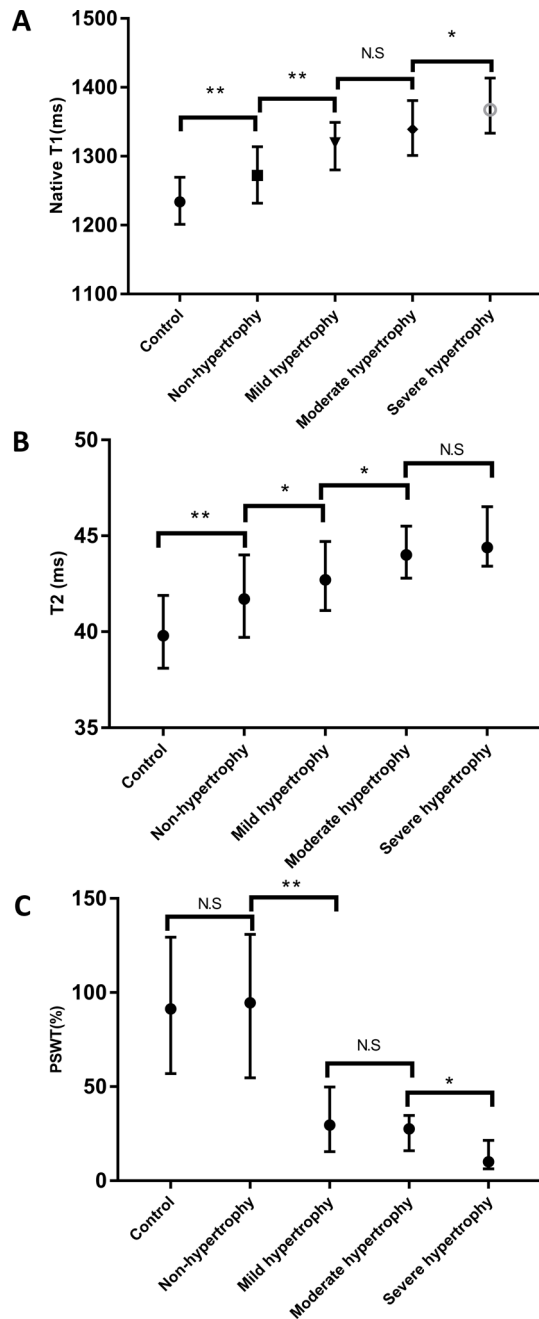 A
Native T1(ms)
1500
1400
1300
1200
1100
**
**
N.S
*
Control
Non-hypertrophy
Mild hypertrophy
Moderate hypertrophy
Severe hypertrophy
B
T2 (ms)
50
45
40
35
**
*
*
N.S
Control
Non-hypertrophy
Mild hypertrophy
Moderate hypertrophy
Severe hypertrophy
C
PSWT(%)
150
100
50
0
N.S
**
N.S
*
Control
Non-hypertrophy
Mild hypertrophy
Moderate hypertrophy
Severe hypertrophy